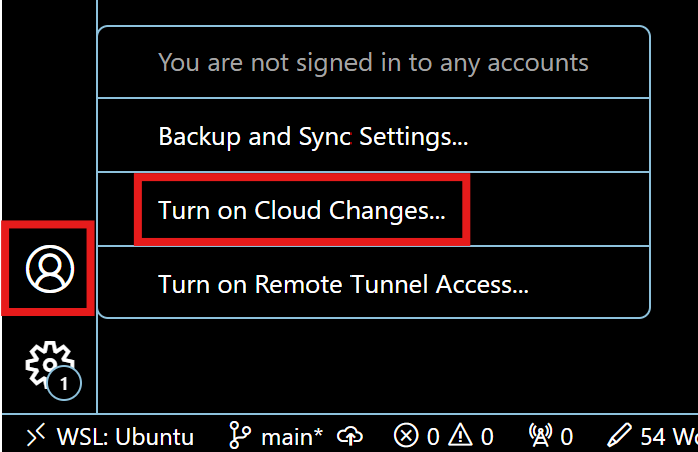 You are not signed in to any accounts
Backup and Sync Settings...
Turn on Cloud Changes...
Turn on Remote Tunnel Access...
1
WSL: Ubuntu main* 0 0 0 54 Wo